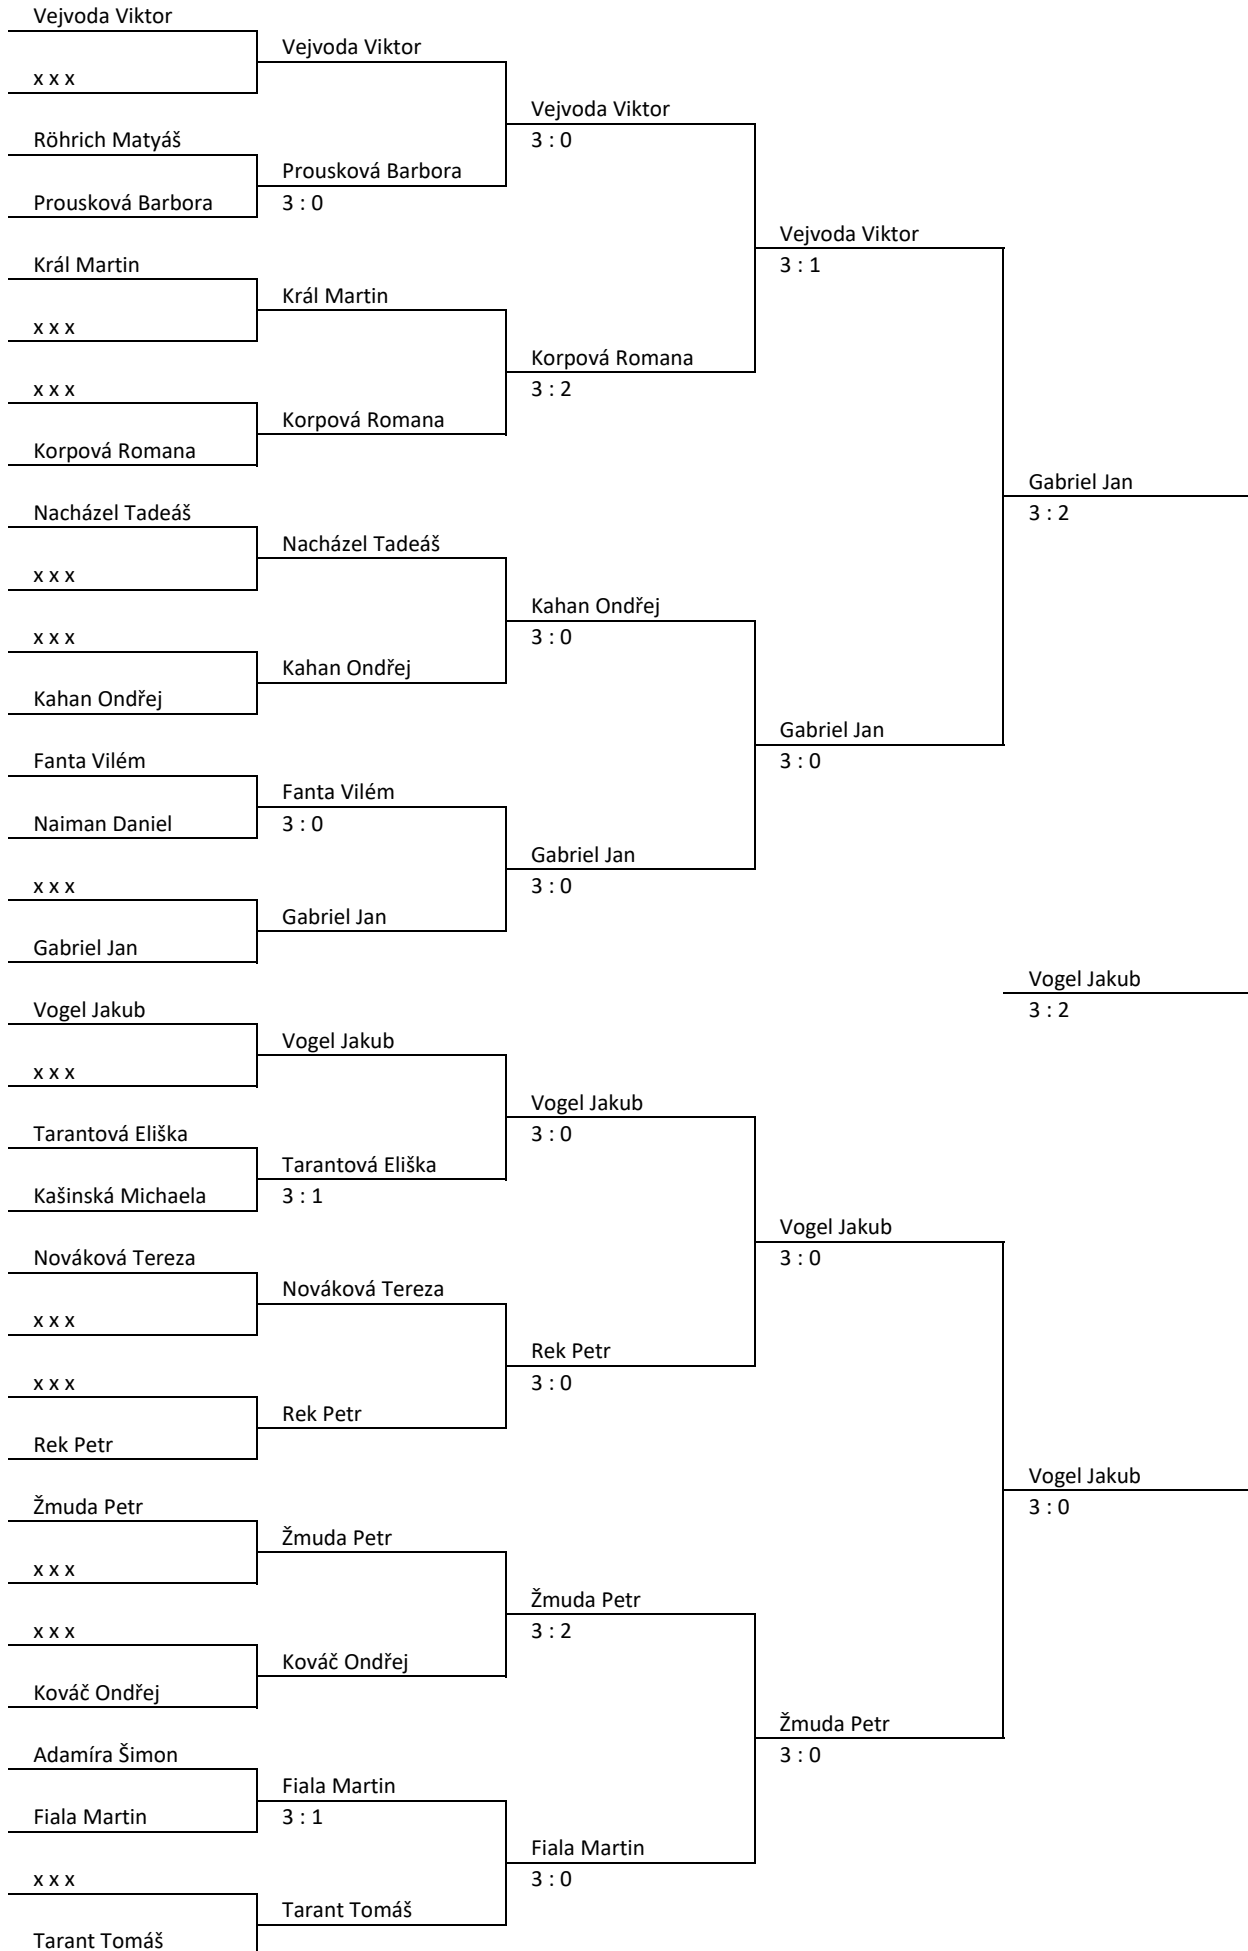 Vejvoda Viktor
Vejvoda Viktor
x x x
Vejvoda Viktor
Röhrich Matyáš
3 : 0
Prousková Barbora
Prousková Barbora
3 : 0
Vejvoda Viktor
Král Martin
3 : 1
Král Martin
x x x
Korpová Romana
x x x
3 : 2
Korpová Romana
Korpová Romana
Gabriel Jan
Nacházel Tadeáš
3 : 2
Nacházel Tadeáš
x x x
Kahan Ondřej
x x x
3 : 0
Kahan Ondřej
Kahan Ondřej
Gabriel Jan
Fanta Vilém
3 : 0
Fanta Vilém
Naiman Daniel
3 : 0
Gabriel Jan
x x x
3 : 0
Gabriel Jan
Gabriel Jan
Vogel Jakub
Vogel Jakub
3 : 2
Vogel Jakub
x x x
Vogel Jakub
Tarantová Eliška
3 : 0
Tarantová Eliška
Kašinská Michaela
3 : 1
Vogel Jakub
Nováková Tereza
3 : 0
Nováková Tereza
x x x
Rek Petr
x x x
3 : 0
Rek Petr
Rek Petr
Vogel Jakub
Žmuda Petr
3 : 0
Žmuda Petr
x x x
Žmuda Petr
x x x
3 : 2
Kováč Ondřej
Kováč Ondřej
Žmuda Petr
Adamíra Šimon
3 : 0
Fiala Martin
Fiala Martin
3 : 1
Fiala Martin
x x x
3 : 0
Tarant Tomáš
Tarant Tomáš